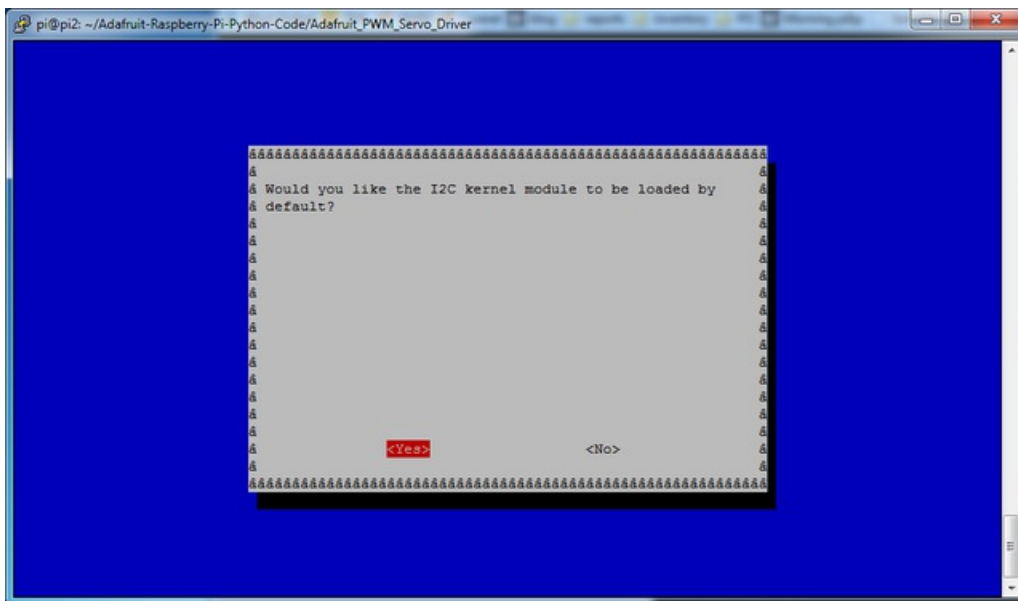 pi@pi2: ~/Adafruit-Raspberry-Pi-Python-Code/Adafruit_PWM_Servo_Driver
Would you like the I2C kernel module to be loaded by
default?
<Yes> <No>